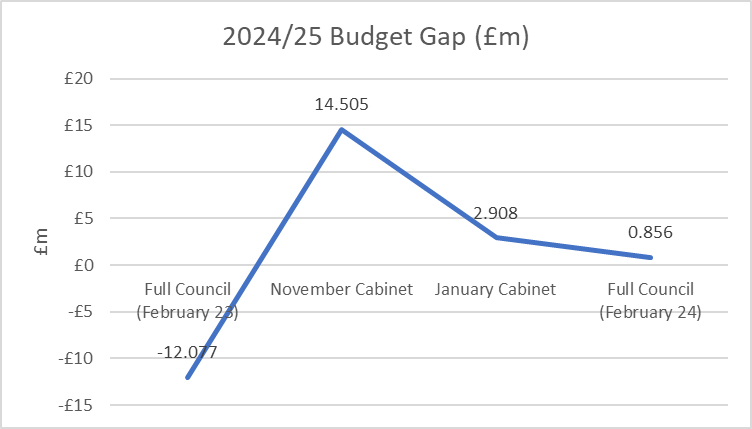 2024/25 Budget Gap (£m)
£20
£15
£10
£5
£0
-£5
-£10
-£15
£m
14.505
2.908
0.856
-12.077
Full Council
(February 23)
November Cabinet
January Cabinet
Full Council
(February 24)